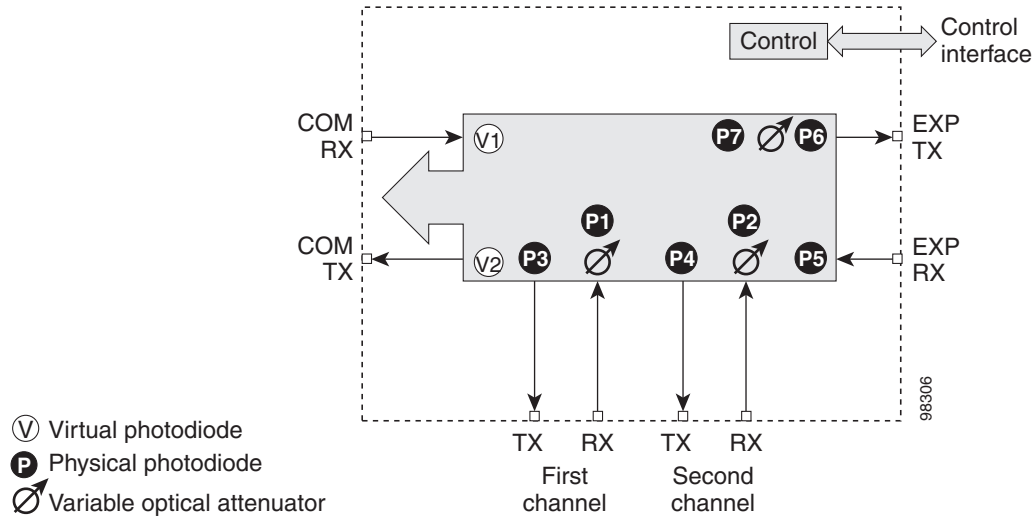 Control
Control
interface
COM
RX
V1
P7
P6
EXP
TX
P1
P2
COM
TX
V2
P3
P4
P5
EXP
RX
98306
TX
RX
TX
RX
First
channel
Second
channel
V Virtual photodiode
P Physical photodiode
Variable optical attenuator